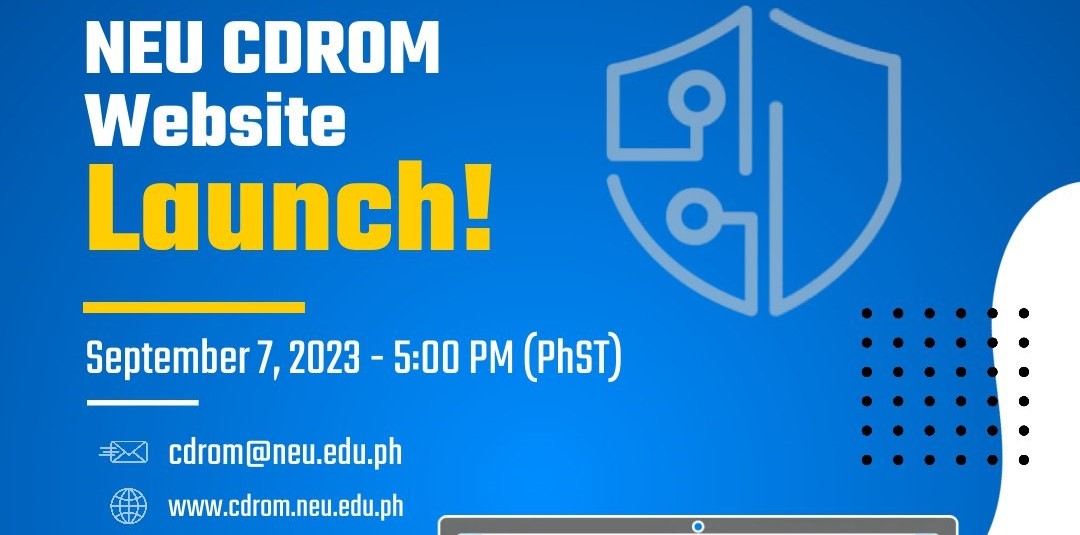 NEU CDROM
Website
Launch!
September 7, 2023 - 5:00 PM (PhST)
cdrom@neu.edu.ph
www.cdrom.neu.edu.ph